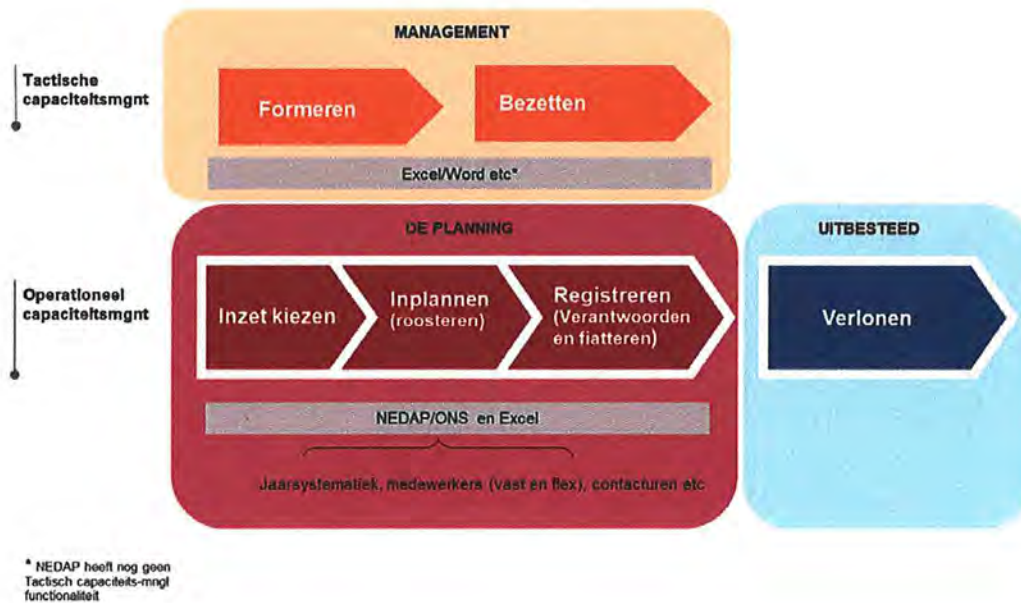 MANAGEMENT
Tactische
capaciteitsmgnt
Formeren
Bezetten
Excel/Word etc*
DE PLANNING
UITBESTEED
Operationeel
capaciteitsmgnt
Inzet kiezen
Inplannen
(roosteren)
Registreren
(Verantwoorden
en fiatteren)
Verlonen
NEDAP/ONS en Excel
Jaarsystematiek, medewerkers (vast en flex), contacturen etc
* NEDAP heeft nog geen
Tactisch capaciteits-mngt
functionaliteit